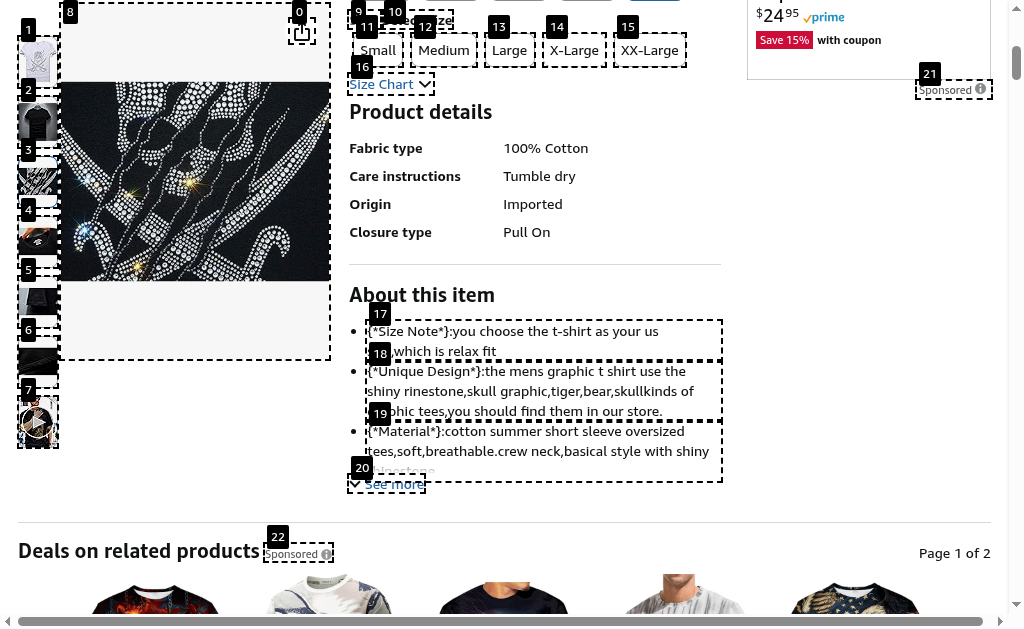 8
0
1
2
3
4
5
6
7
9
10
Size
11
12
13
14
15
Small
Medium
Large
X-Large
XX-Large
16
Size Chart
$24 95
prime
Save 15% with coupon
21
Sponsored
Product details
Fabric type 100% Cotton
Care instructions Tumble dry
Origin Imported
Closure type Pull On
About this item
17
{*Size Note*}:you choose the t-shirt as your us
,which is relax fit
18
{*Unique Design*}:the mens graphic t shirt use the
shiny rinestone,skull graphic,tiger,bear,skullkinds of
tees,you should find them in our store.
19
{*Material*}:cotton summer short sleeve oversized
tees,soft,breathable.crew neck,basical style with shiny
20
See more
22
Deals on related products
Sponsored
Page 1 of 2